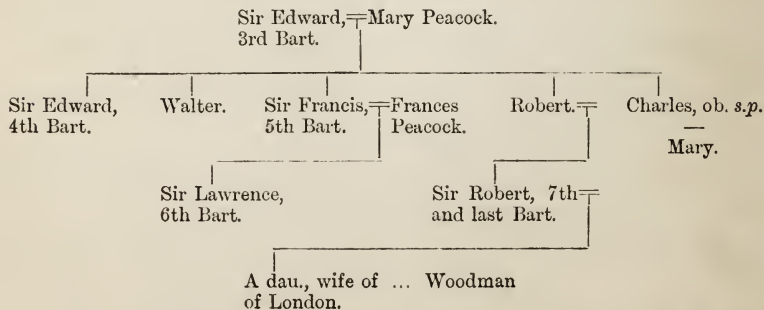 Sir Edward, Mary Peacock.
3rd Bart.
Sir Edward, Walter. Sir Francis, Frances Robert. Charles, ob. s.p.
4th Bart. 5th Bart. Peacock. —
Mary.
Sir Lawrence, Sir Robert, 7th
6th Bart. and last Bart.
A dau., wife of ... Woodman
of London.